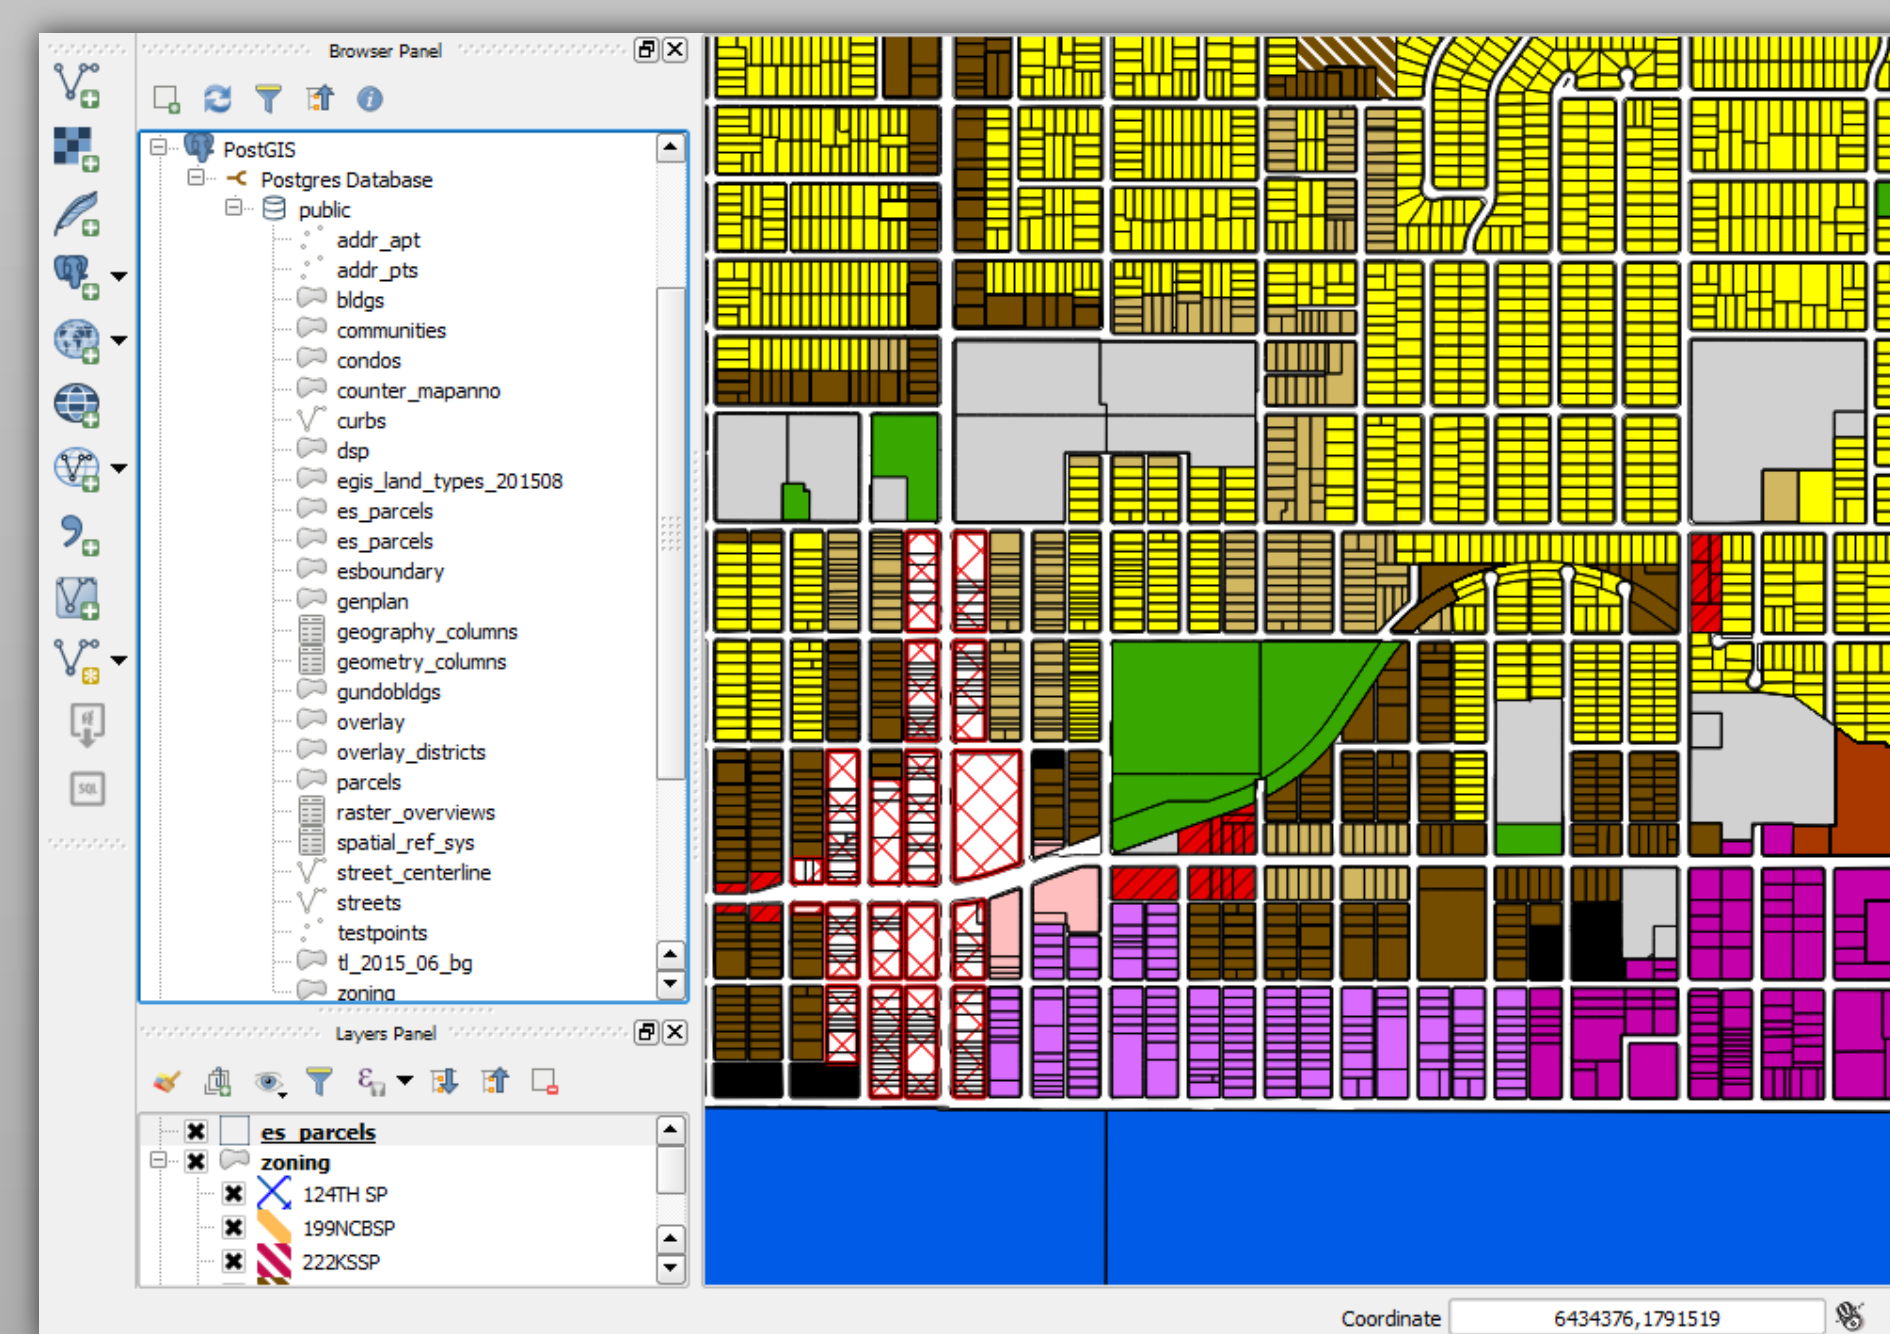 Browser Panel
PostGIS
Postgres Database
public
addr_apt
addr_pts
bldgs
communities
condos
counter_mapanno
curbs
dsp
egis_land_types_201508
es_parcels
es_parcels
esboundary
genplan
geography_columns
geometry_columns
gundobldgs
overlay
overlay_districts
parcels
raster_overviews
spatial_ref_sys
street_centerline
streets
testpoints
tl_2015_06_bg
zoning
SQL
Layers Panel
es_parcels
zoning
124TH SP
199NCBSP
222KSSP
Coordinate 6434376,1791519